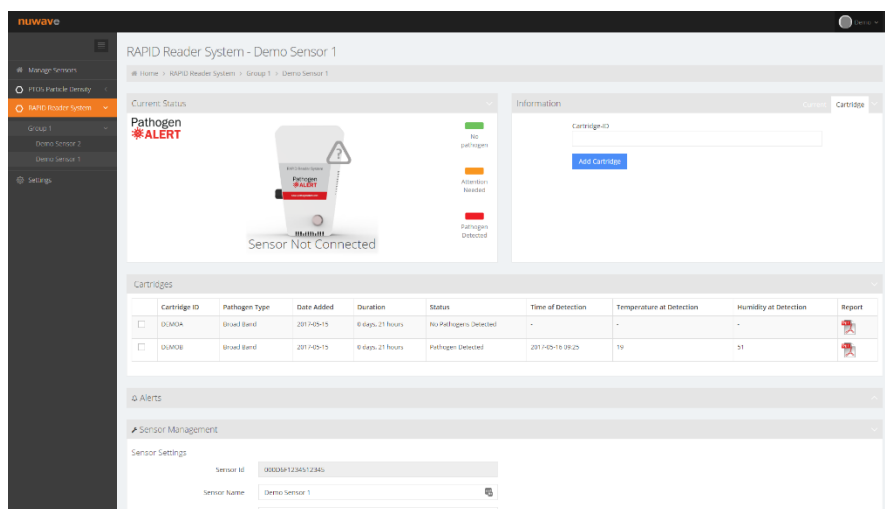 nuwave
Demo
RAPID Reader System - Demo Sensor 1
Manage Sensors
Home > RAPID Reader System > Group 1 > Demo Sensor 1
PTOS Particle Density
RAPID Reader System
Group 1
Demo Sensor 2
Demo Sensor 1
Settings
Current Status
Pathogen
ALERT
?
Pathogen
ALERT
Sensor Not Connected
No
pathogen
Attention
Needed
Pathogen
Detected
Information
Current
Cartridge
Cartridge-ID
Add Cartridge
Cartridges
Cartridge ID Pathogen Type Date Added Duration Status Time of Detection Temperature at Detection Humidity at Detection Report
DEMOA Broad Band 2017-05-15 0 days, 21 hours No Pathogens Detected - - -
DEMOB Broad Band 2017-05-15 0 days, 21 hours Pathogen Detected 2017-05-16 09:25 19 51
Alerts
Sensor Management
Sensor Settings
Sensor Id 000D6F1234512345
Sensor Name Demo Sensor 1